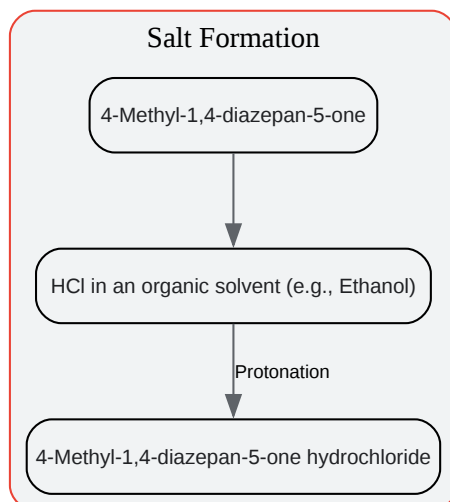 Salt Formation
4-Methyl-1,4-diazepan-5-one
HCl in an organic solvent (e.g., Ethanol)
Protonation
4-Methyl-1,4-diazepan-5-one hydrochloride